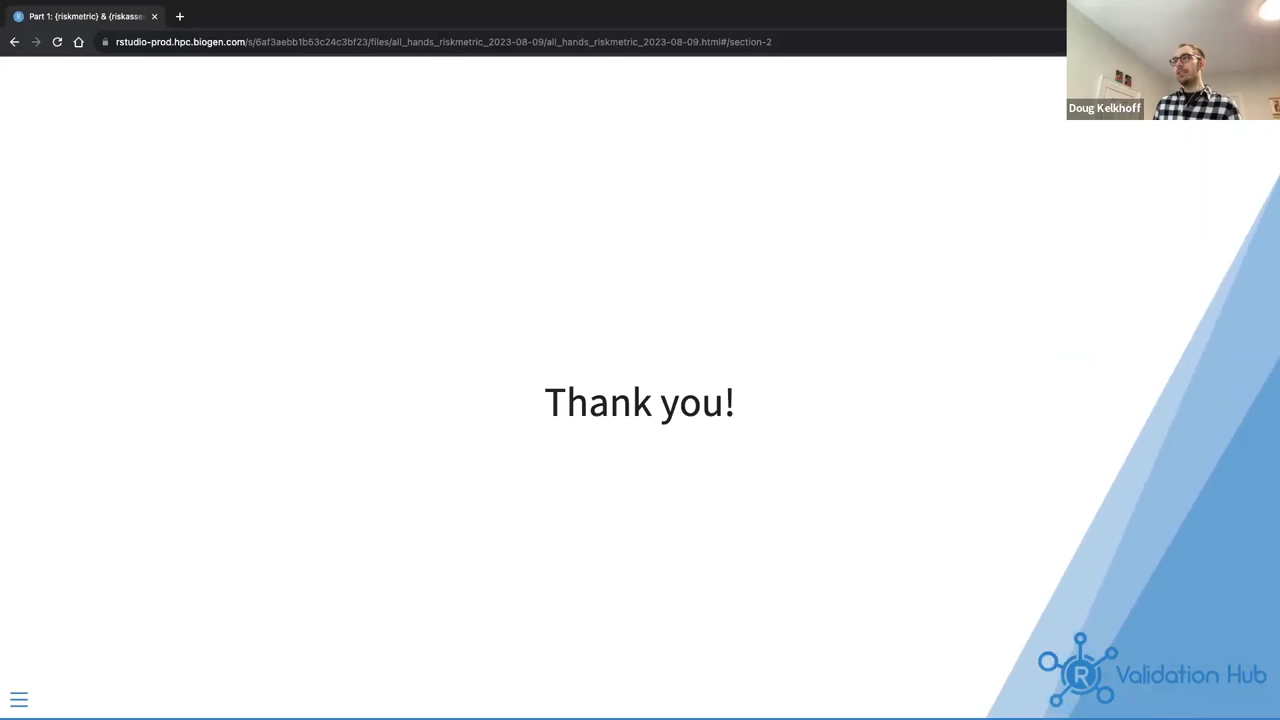 Part 1: {riskmetric} & {riskasse
rstudio-prod.hpc.biogen.com/s/6af3aebb1b53c24c3bf23/files/all_hands_riskmetric_2023-08-09/all_hands_riskmetric_2023-08-09.html#/section-2
Doug Kelkhoff
Thank you!
R Validation Hub